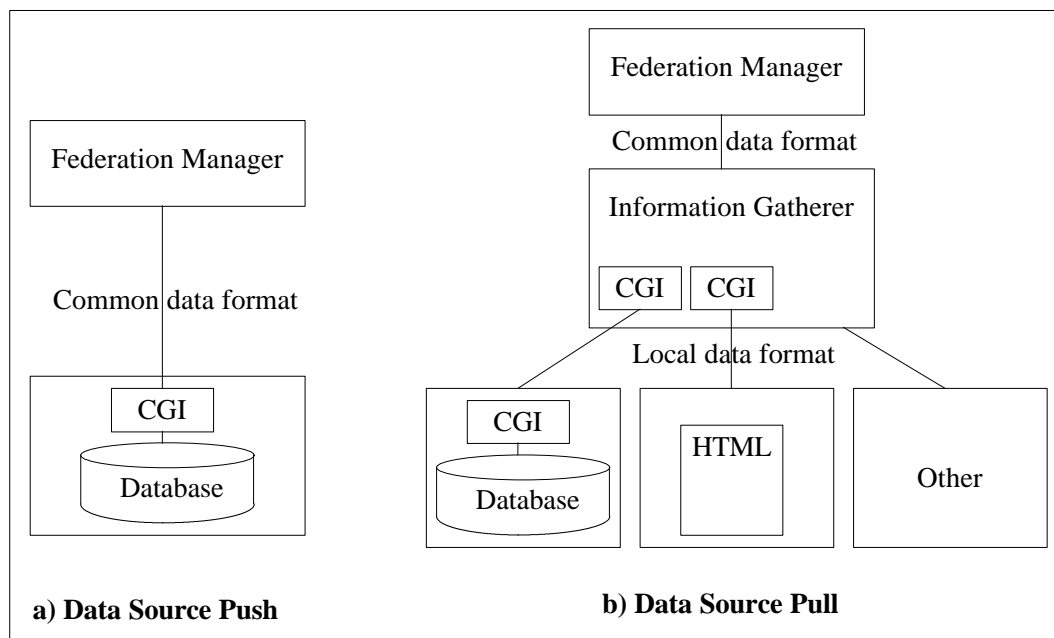 Federation Manager
Common data format
CGI
Database
a) Data Source Push
Federation Manager
Common data format
Information Gatherer
CGI CGI
Local data format
CGI
Database
HTML
Other
b) Data Source Pull